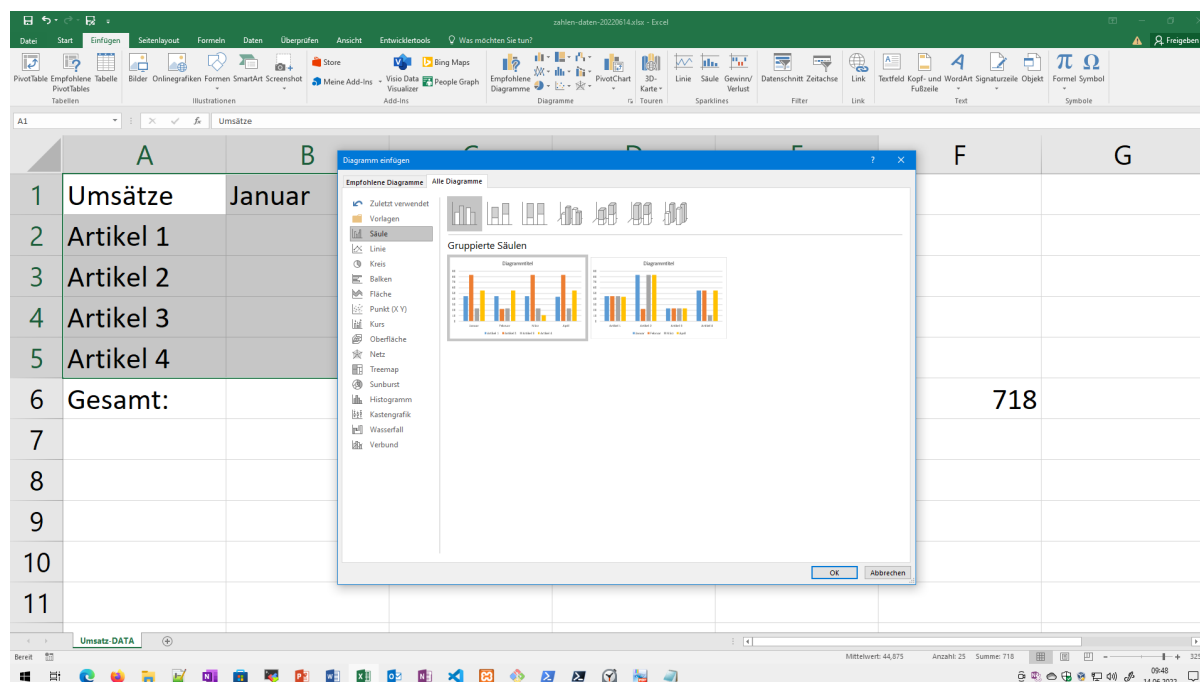 zahlen-daten-20220614.xlsx - Excel
Datei Start Einfügen Seitenlayout Formeln Daten Überprüfen Ansicht Entwicklertools Was möchten Sie tun? Freigeben
PivotTable Empfohlene PivotTables Tabelle Bilder Onlinegrafiken Formen SmartArt Screenshot Store Meine Add-Ins Visio Data Visualizer Bing Maps People Graph Empfohlene Diagramme PivotChart 3D-Karte Linie Säule Gewinn/Verlust Datenschnitt Zeitachse Link Textfeld Kopf- und Fußzeile WordArt Signaturzeile Objekt Formel Symbol
Tabellen Illustrationen Add-Ins Diagramme Touren Sparklines Filter Link Text Symbole
A1 fx Umsätze
A B C D E F G
1 Umsätze Januar
2 Artikel 1
3 Artikel 2
4 Artikel 3
5 Artikel 4
6 Gesamt: 718
7
8
9
10
11
Diagramm einfügen ?
Empfohlene Diagramme Alle Diagramme
Zuletzt verwendet
Vorlagen
Säule
Linie
Kreis
Balken
Fläche
Punkt (X Y)
Kurs
Oberfläche
Netz
Treemap
Sunburst
Histogramm
Kastengrafik
Wasserfall
Verbund
Gruppierte Säulen
Diagrammtitel Diagrammtitel
OK Abbrechen
Umsatz-DATA
Bereit Mittelwert: 44,875 Anzahl: 25 Summe: 718
09:48
14.06.2022